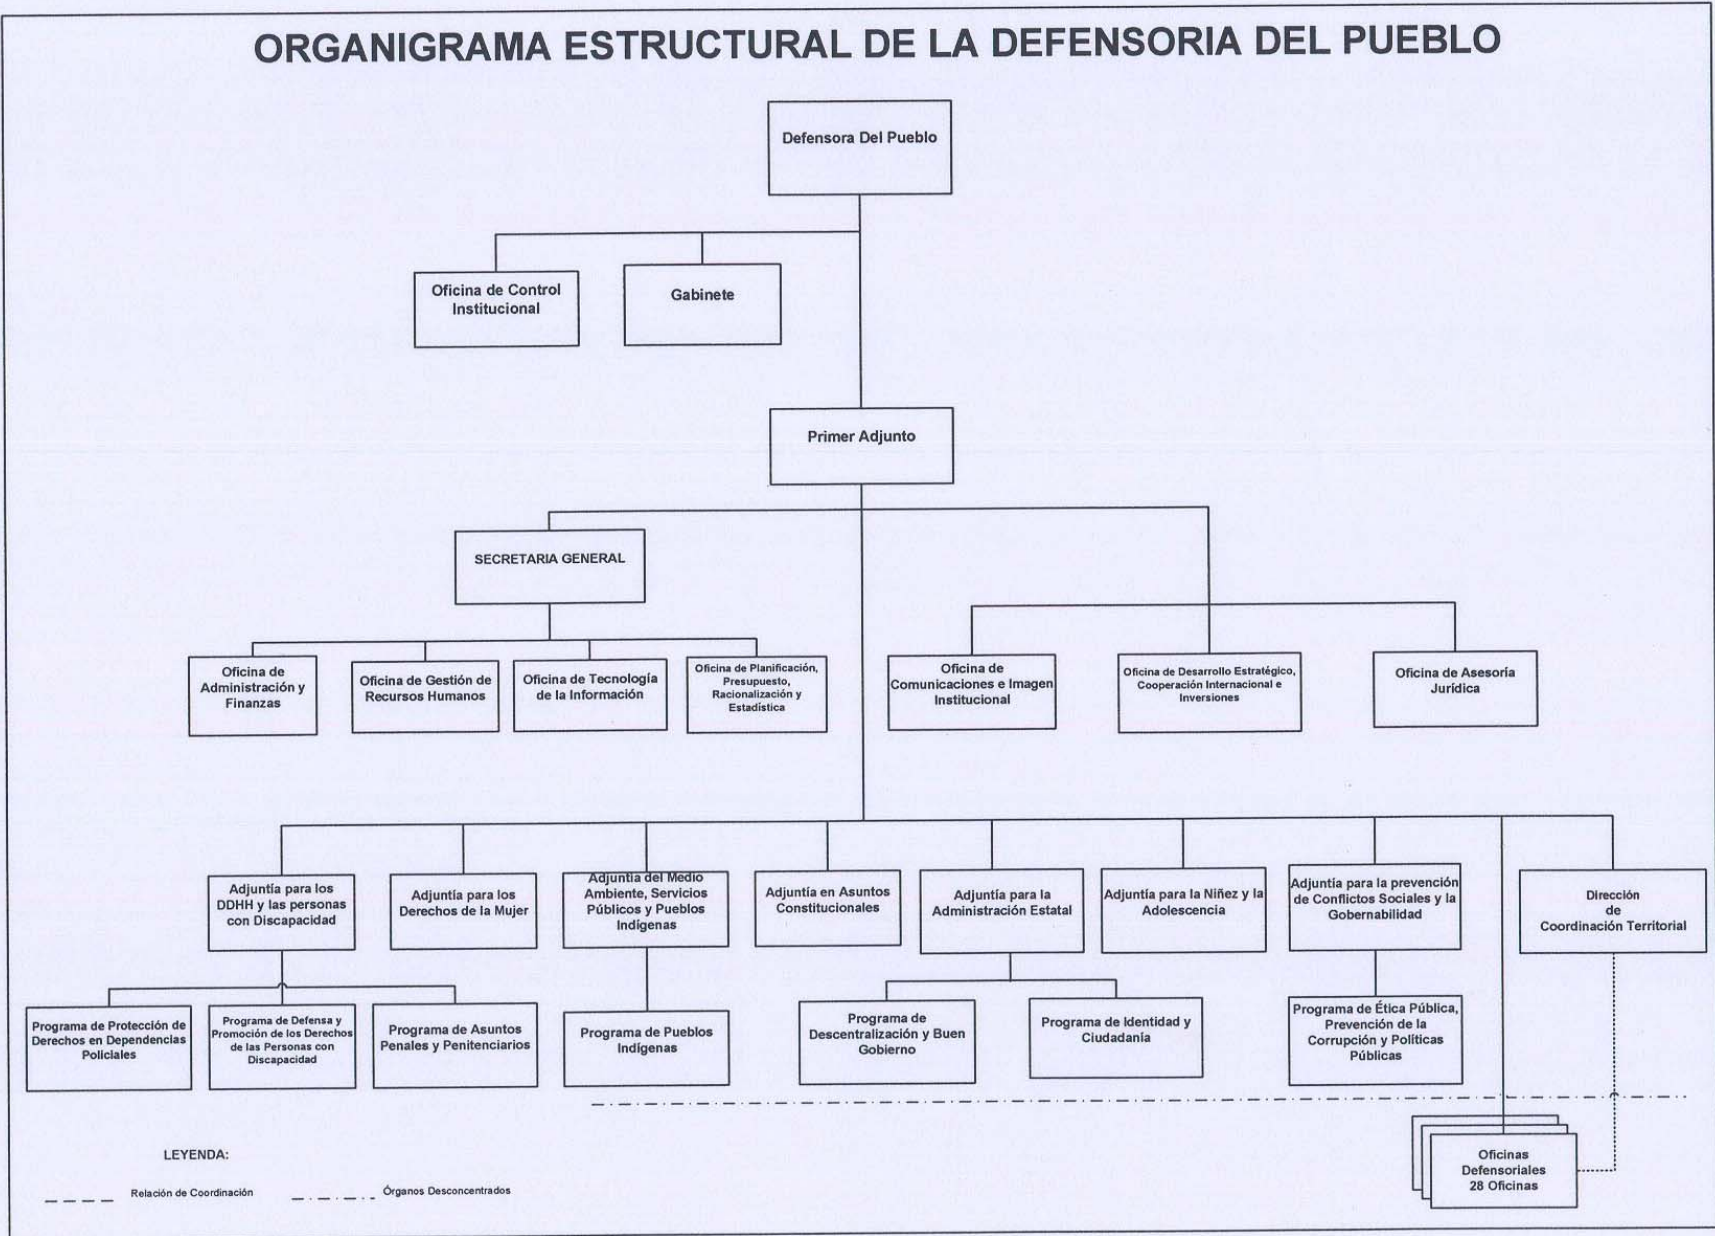 ORGANIGRAMA ESTRUCTURAL DE LA DEFENSORIA DEL PUEBLO
Defensora Del Pueblo
Oficina de Control
Institucional
Gabinete
Primer Adjunto
SECRETARIA GENERAL
Oficina de
Administración y
Finanzas
Oficina de Gestión de
Recursos Humanos
Oficina de Tecnología
de la Información
Oficina de Planificación,
Presupuesto,
Racionalización y
Estadística
Oficina de
Comunicaciones e Imagen
Institucional
Oficina de Desarrollo Estratégico,
Cooperación Internacional e
Inversiones
Oficina de Asesoría
Jurídica
Adjuntía para los
DDHH y las personas
con Discapacidad
Adjuntía para los
Derechos de la Mujer
Adjuntía del Medio
Ambiente, Servicios
Públicos y Pueblos
Indígenas
Adjuntía en Asuntos
Constitucionales
Adjuntía para la
Administración Estatal
Adjuntía para la Niñez y la
Adolescencia
Adjuntía para la prevención
de Conflictos Sociales y la
Gobernabilidad
Dirección
de
Coordinación Territorial
Programa de Protección de
Derechos en Dependencias
Policiales
Programa de Defensa y
Promoción de los Derechos
de las Personas con
Discapacidad
Programa de Asuntos
Penales y Penitenciarios
Programa de Pueblos
Indígenas
Programa de
Descentralización y Buen
Gobierno
Programa de Identidad y
Ciudadanía
Programa de Ética Pública,
Prevención de la
Corrupción y Políticas
Públicas
Oficinas
Defensoriales
28 Oficinas
LEYENDA:
Relación de Coordinación
Órganos Desconcentrados